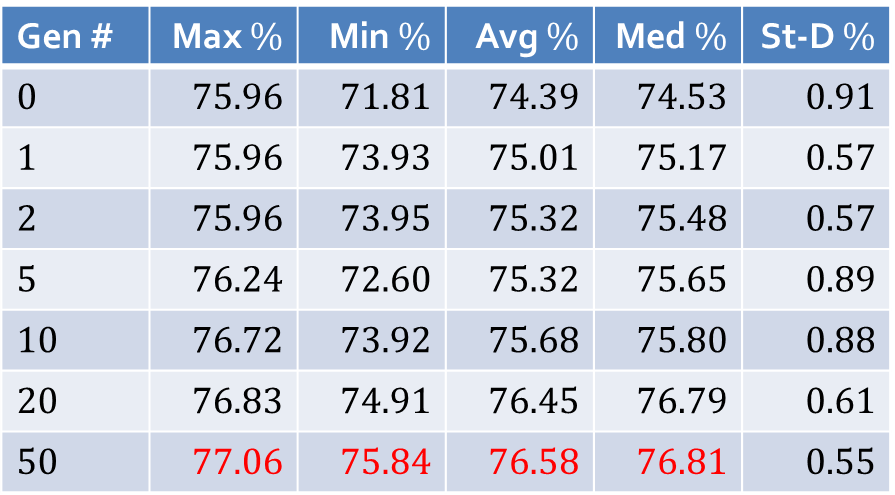 Gen # Max % Min % Avg % Med % St-D %
0 75.96 71.81 74.39 74.53 0.91
1 75.96 73.93 75.01 75.17 0.57
2 75.96 73.95 75.32 75.48 0.57
5 76.24 72.60 75.32 75.65 0.89
10 76.72 73.92 75.68 75.80 0.88
20 76.83 74.91 76.45 76.79 0.61
50 77.06 75.84 76.58 76.81 0.55